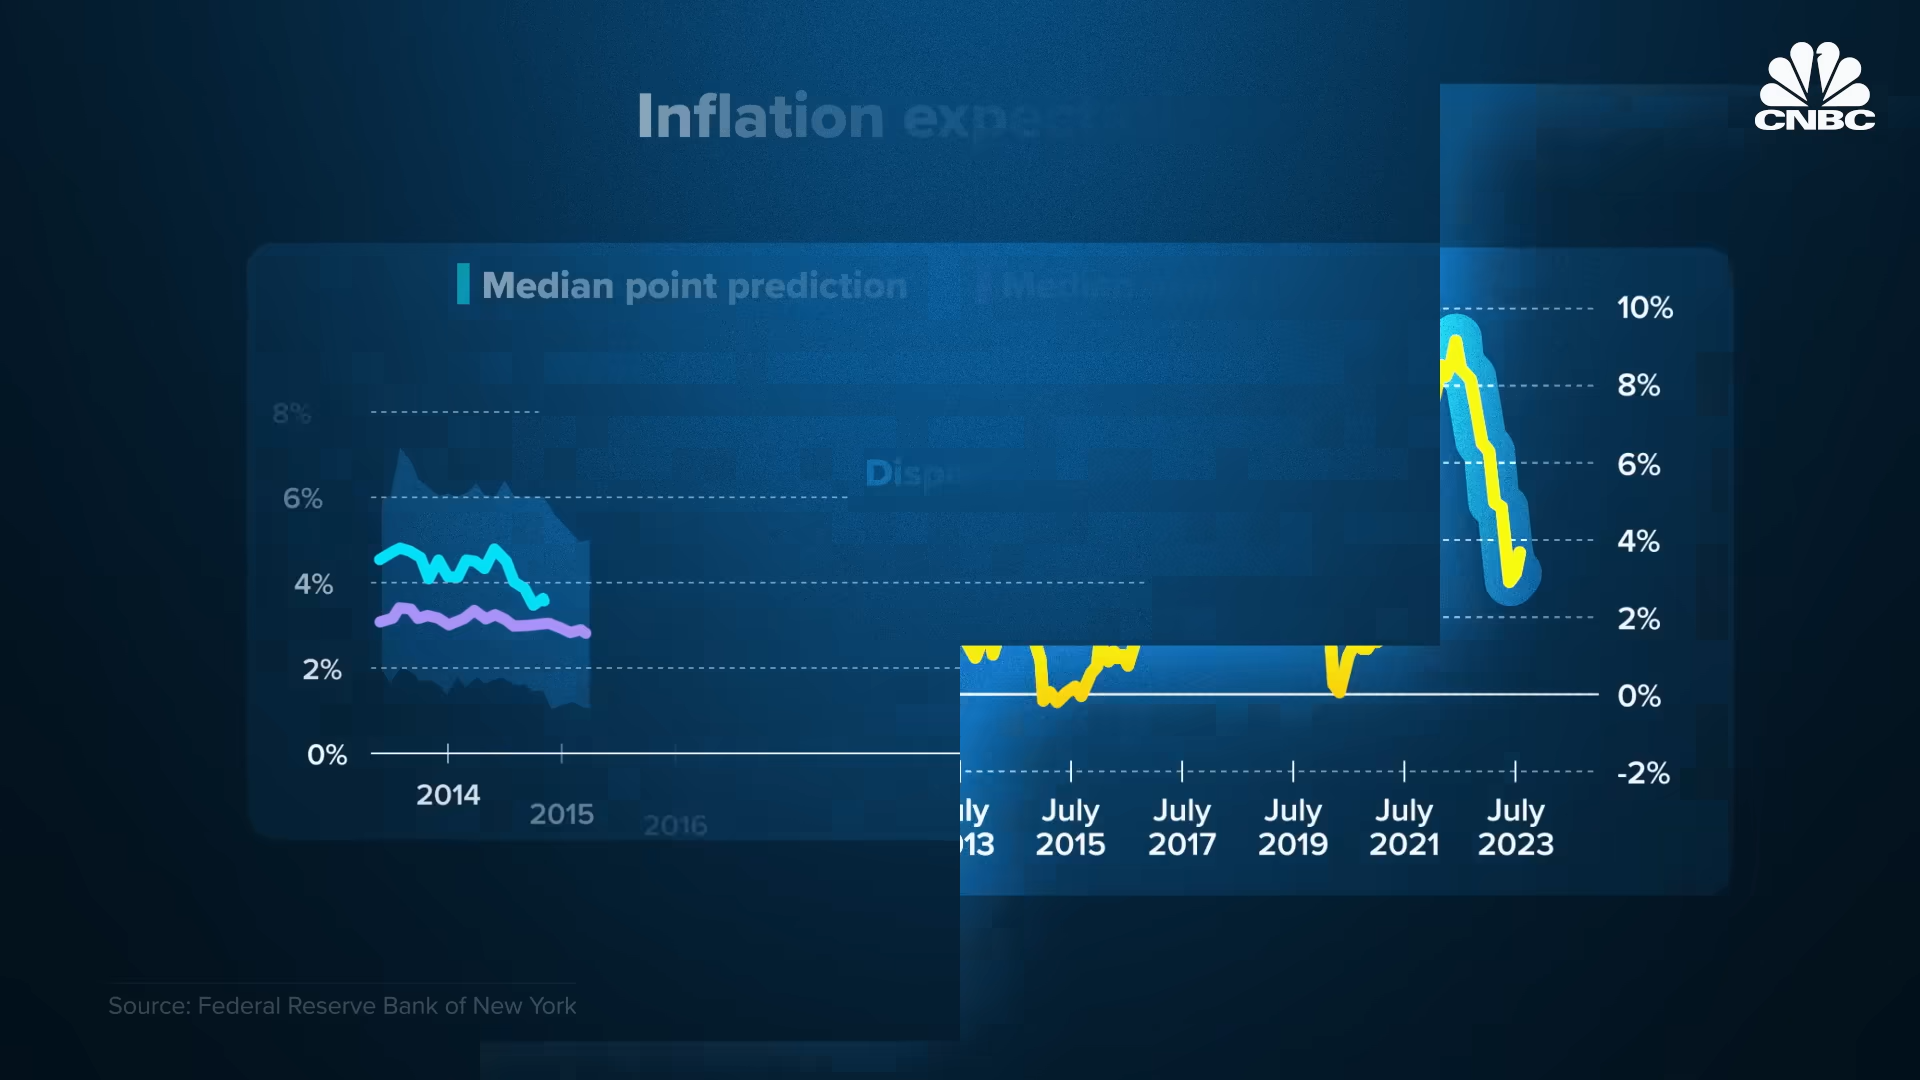 CNBC
Inflation expec
Median point prediction
Median
Disp
10%
8%
6%
4%
2%
0%
-2%
8%
6%
4%
2%
0%
2014
2015
2016
ly
13
July
2015
July
2017
July
2019
July
2021
July
2023
Source: Federal Reserve Bank of New York